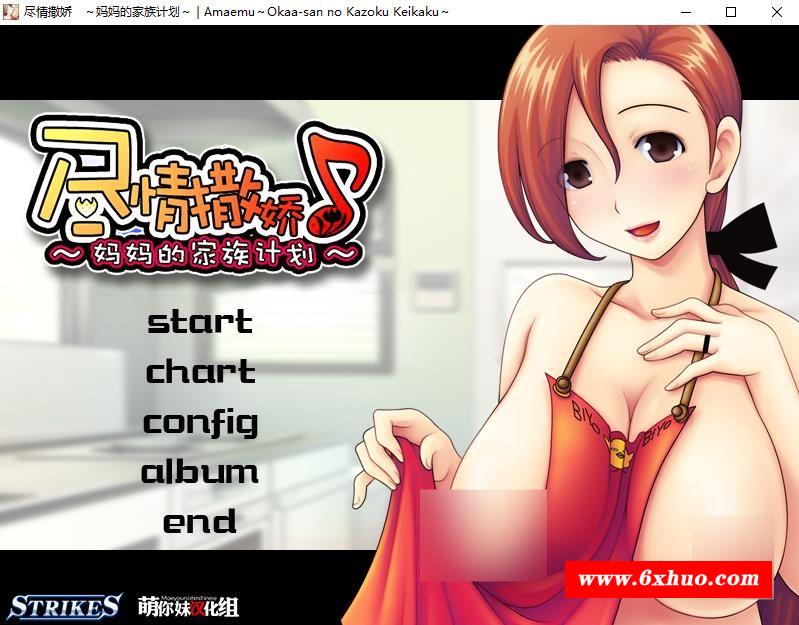 尽情撒娇 ～妈妈的家族计划～ | Amaemu～Okaa-san no Kazoku Keikaku～
尽情撒娇
～妈妈的家族计划～
start
chart
config
album
end
BIYO BIYO
www.6xhuo.com
STRIKES
Moeyoursisterchinese
萌你妹汉化组